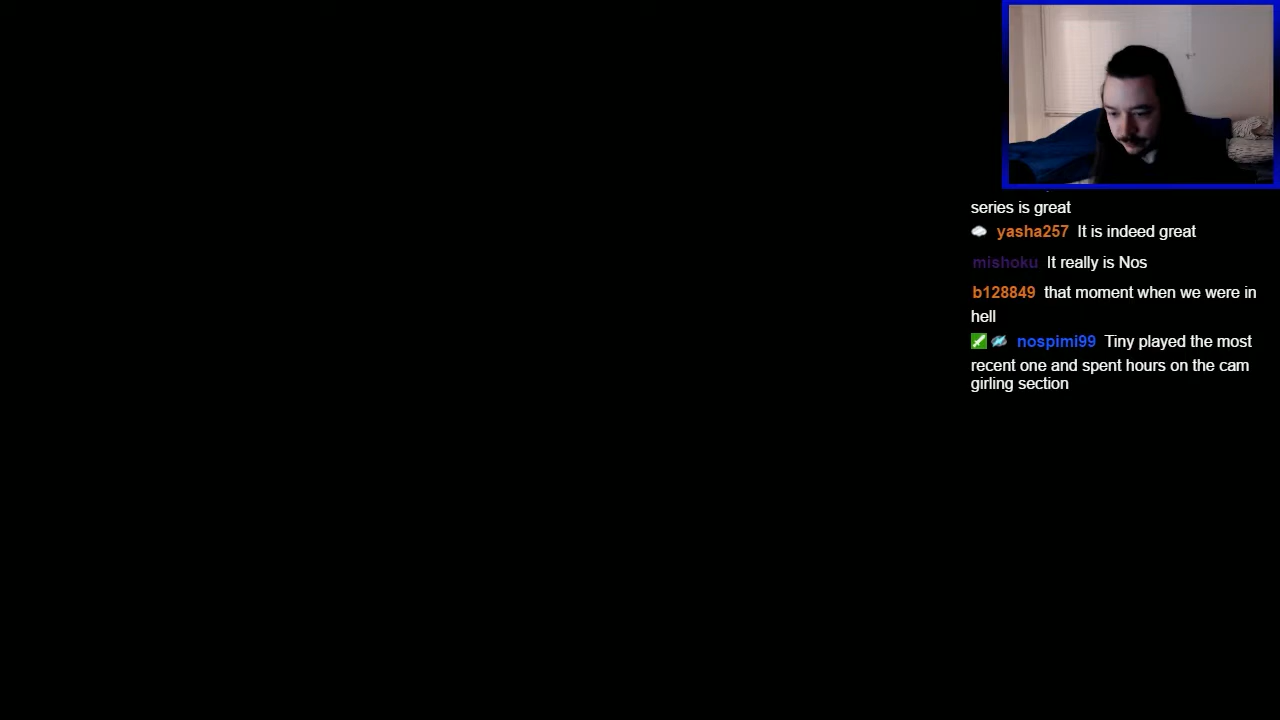 series is great
yasha257 It is indeed great
mishoku It really is Nos
b128849 that moment when we were in
hell
nospimi99 Tiny played the most
recent one and spent hours on the cam
girling section